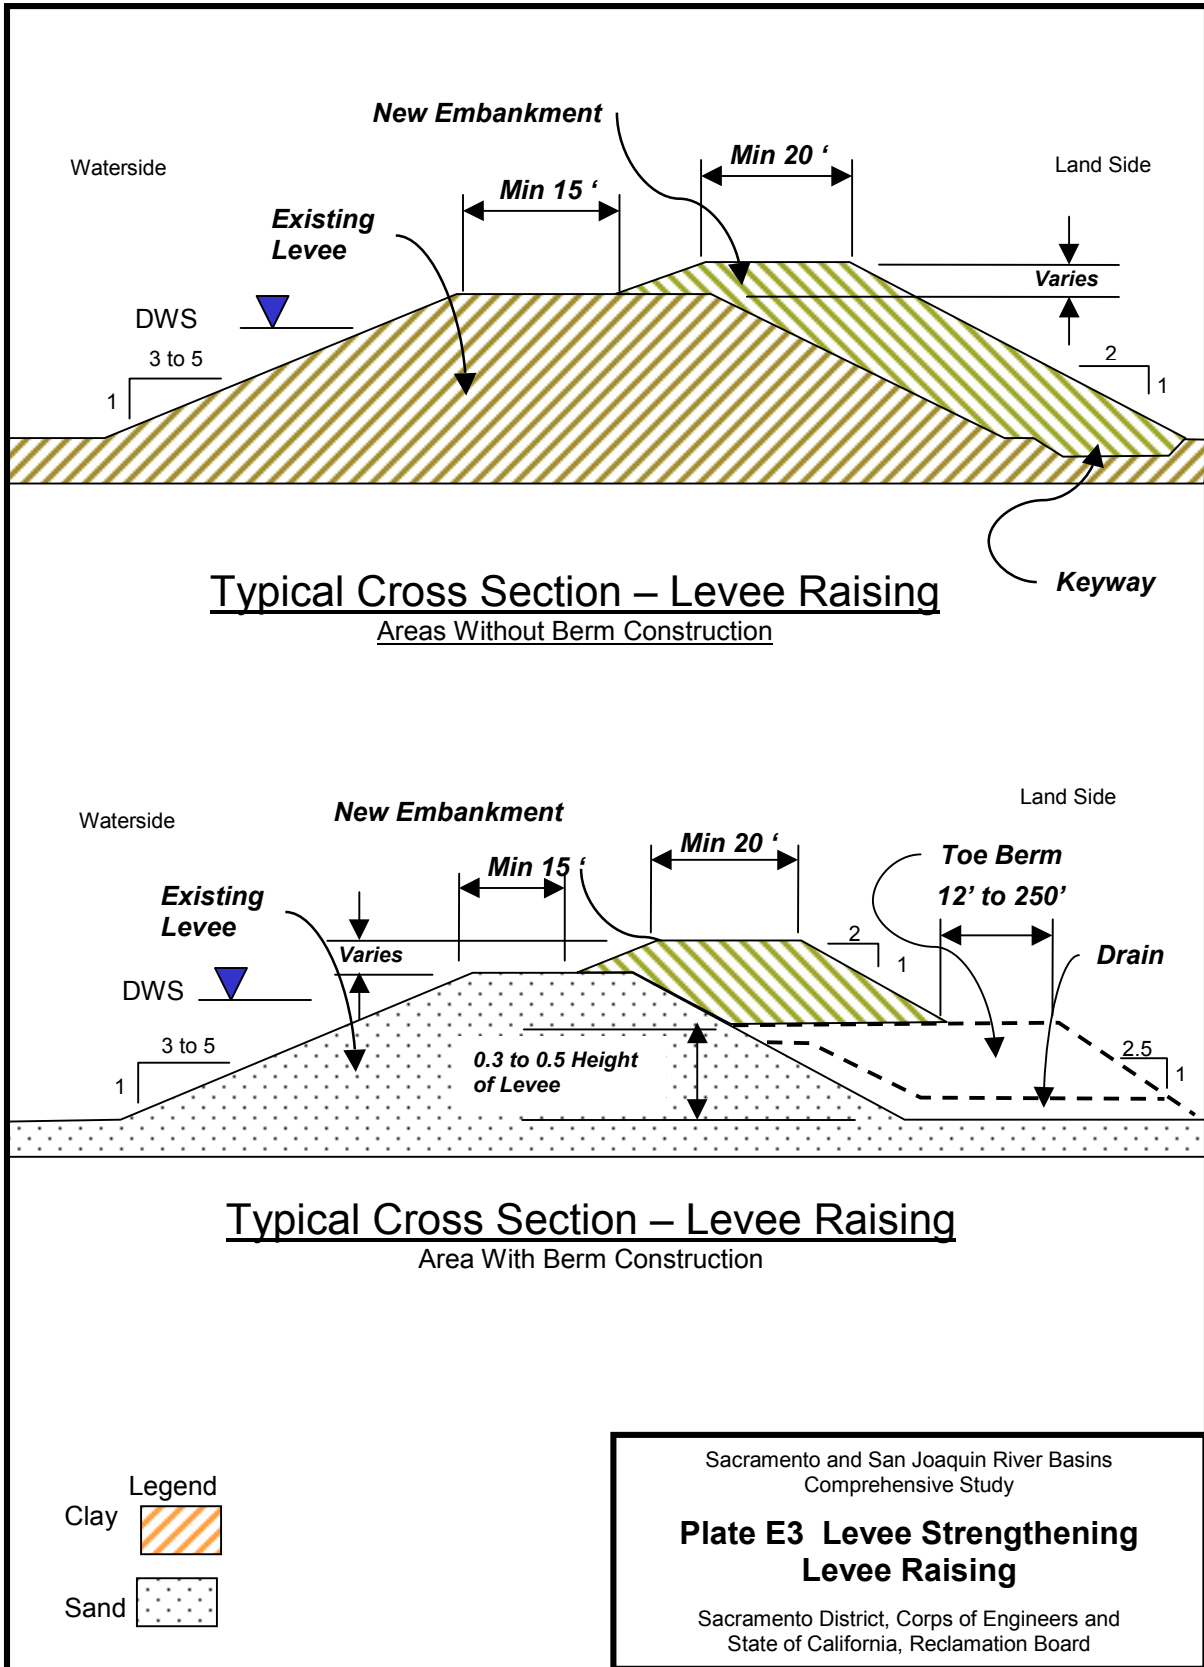 New Embankment
Waterside
Min 20 ‘
Land Side
Min 15 ‘
Existing
Levee
Varies
DWS
3 to 5
1
2
1
Typical Cross Section – Levee Raising
Areas Without Berm Construction
Keyway
Waterside
New Embankment
Land Side
Min 20 ‘
Min 15 ‘
Toe Berm
12’ to 250’
Existing
Levee
Varies
2
1
Drain
DWS
3 to 5
1
0.3 to 0.5 Height
of Levee
2.5
1
Typical Cross Section – Levee Raising
Area With Berm Construction
Legend
Clay
Sand
Sacramento and San Joaquin River Basins
Comprehensive Study
Plate E3 Levee Strengthening
Levee Raising
Sacramento District, Corps of Engineers and
State of California, Reclamation Board